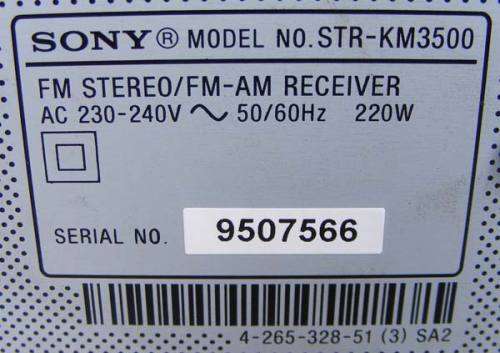 SONY® MODEL NO. STR-KM3500
FM STEREO/FM-AM RECEIVER
AC 230-240V ～ 50/60Hz 220W
SERIAL NO. 9507566
4-265-328-51 (3) SA2